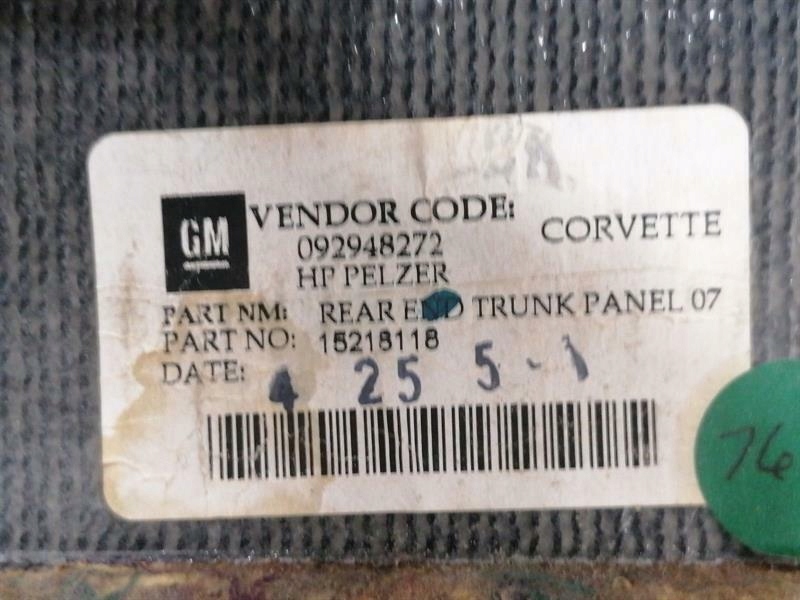 GM
VENDOR CODE:
CORVETTE
092948272
HP PELZER
PART NM: REAR END TRUNK PANEL 07
PART NO: 15218118
DATE: 4 25 5-1
76